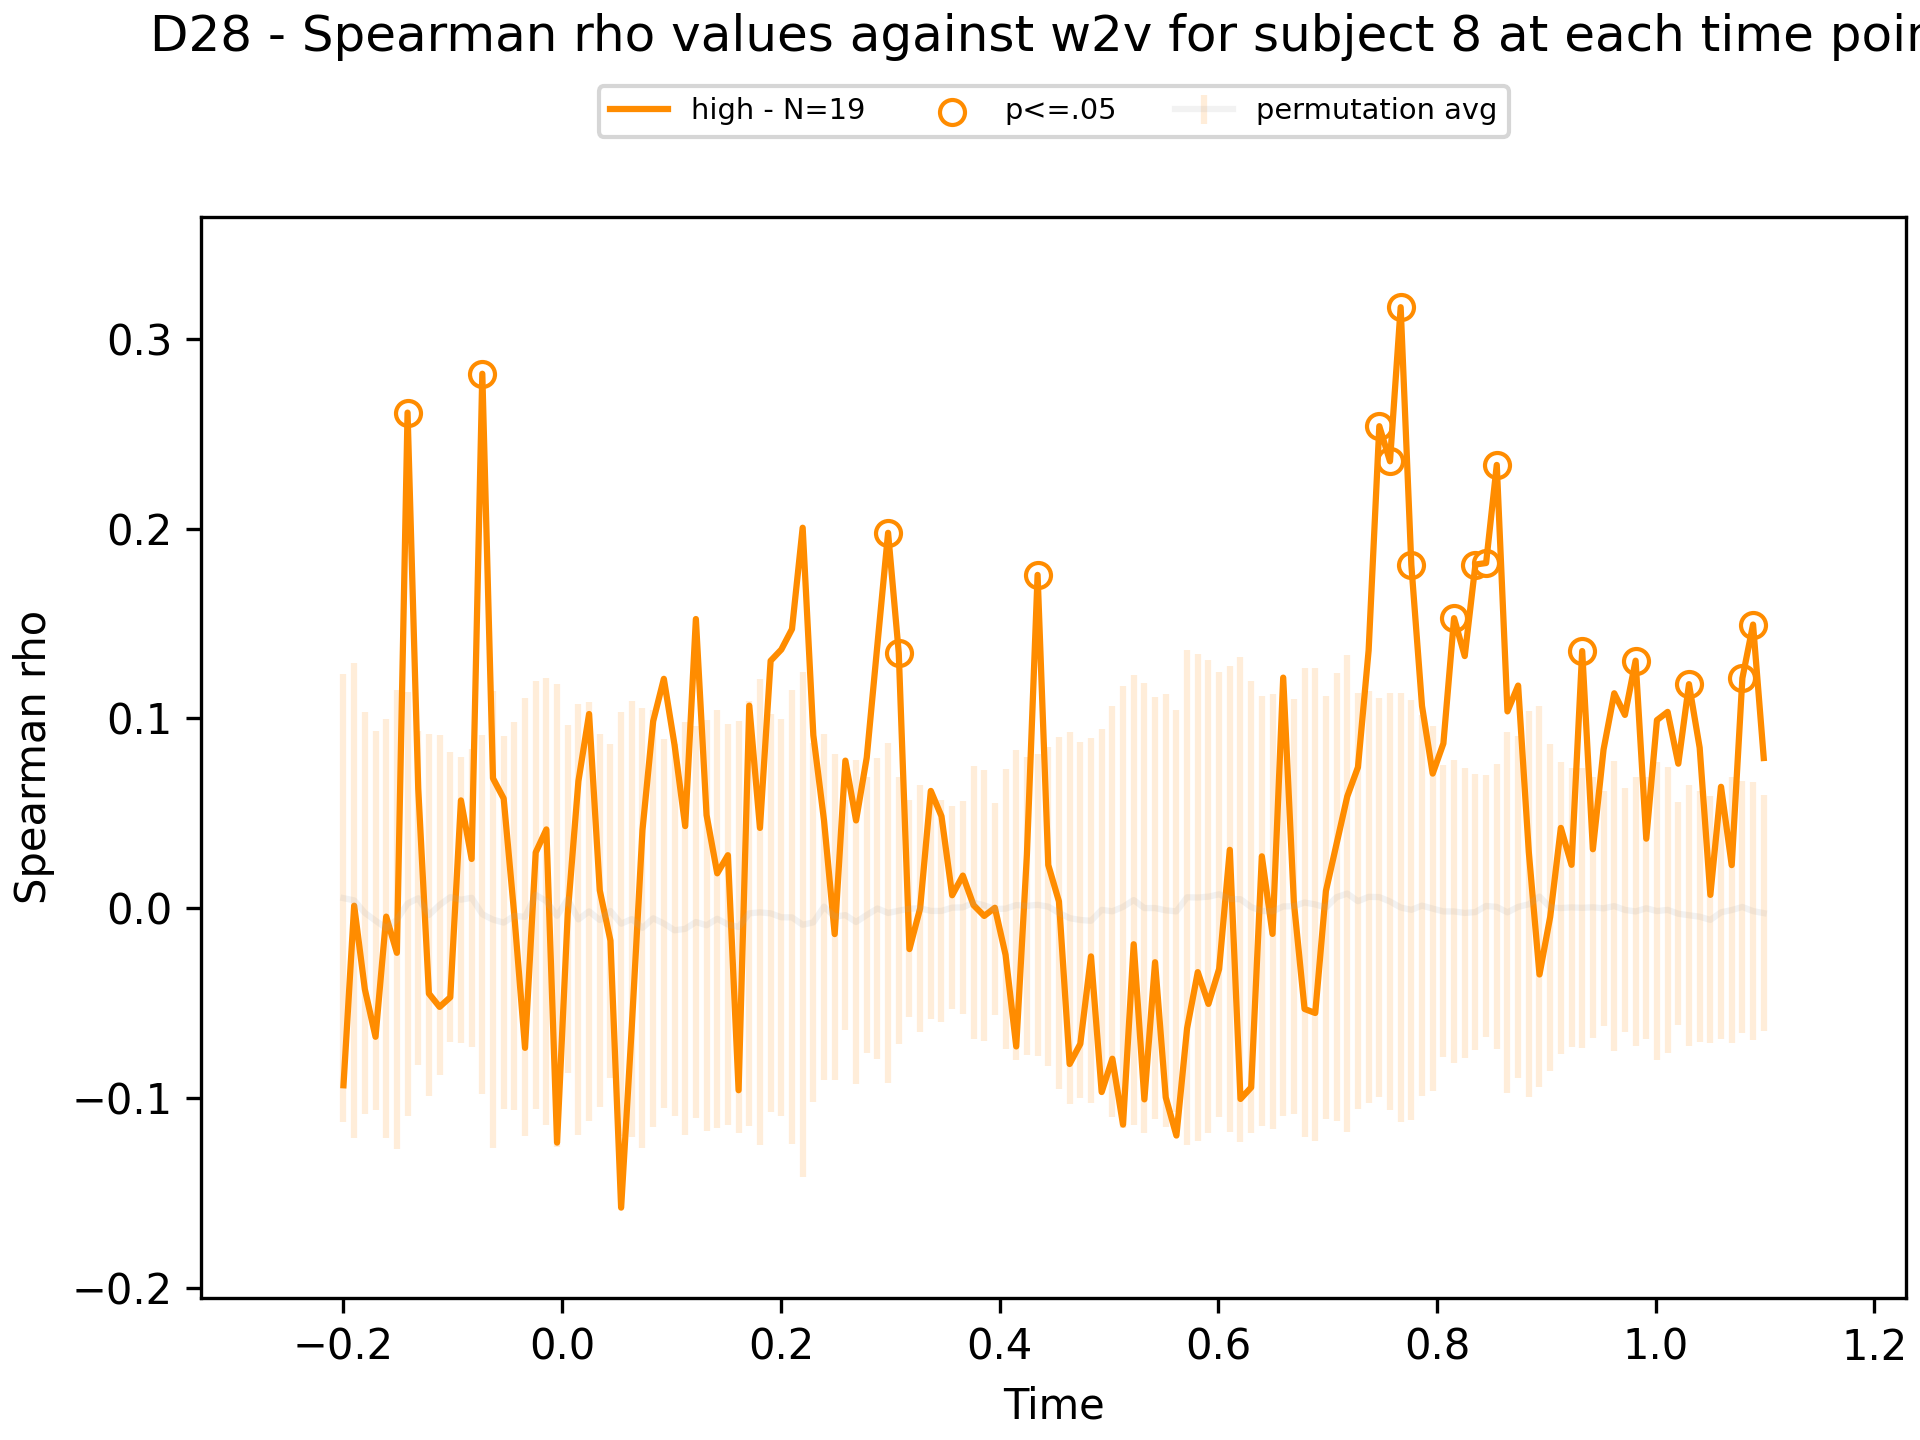 D28 - Spearman rho values against w2v for subject 8 at each time
high - N=19
p<=.05
permutation avg
Spearman rho
0.3
0.2
0.1
0.0
−0.1
−0.2
−0.2
0.0
0.2
0.4
0.6
0.8
1.0
1.2
Time